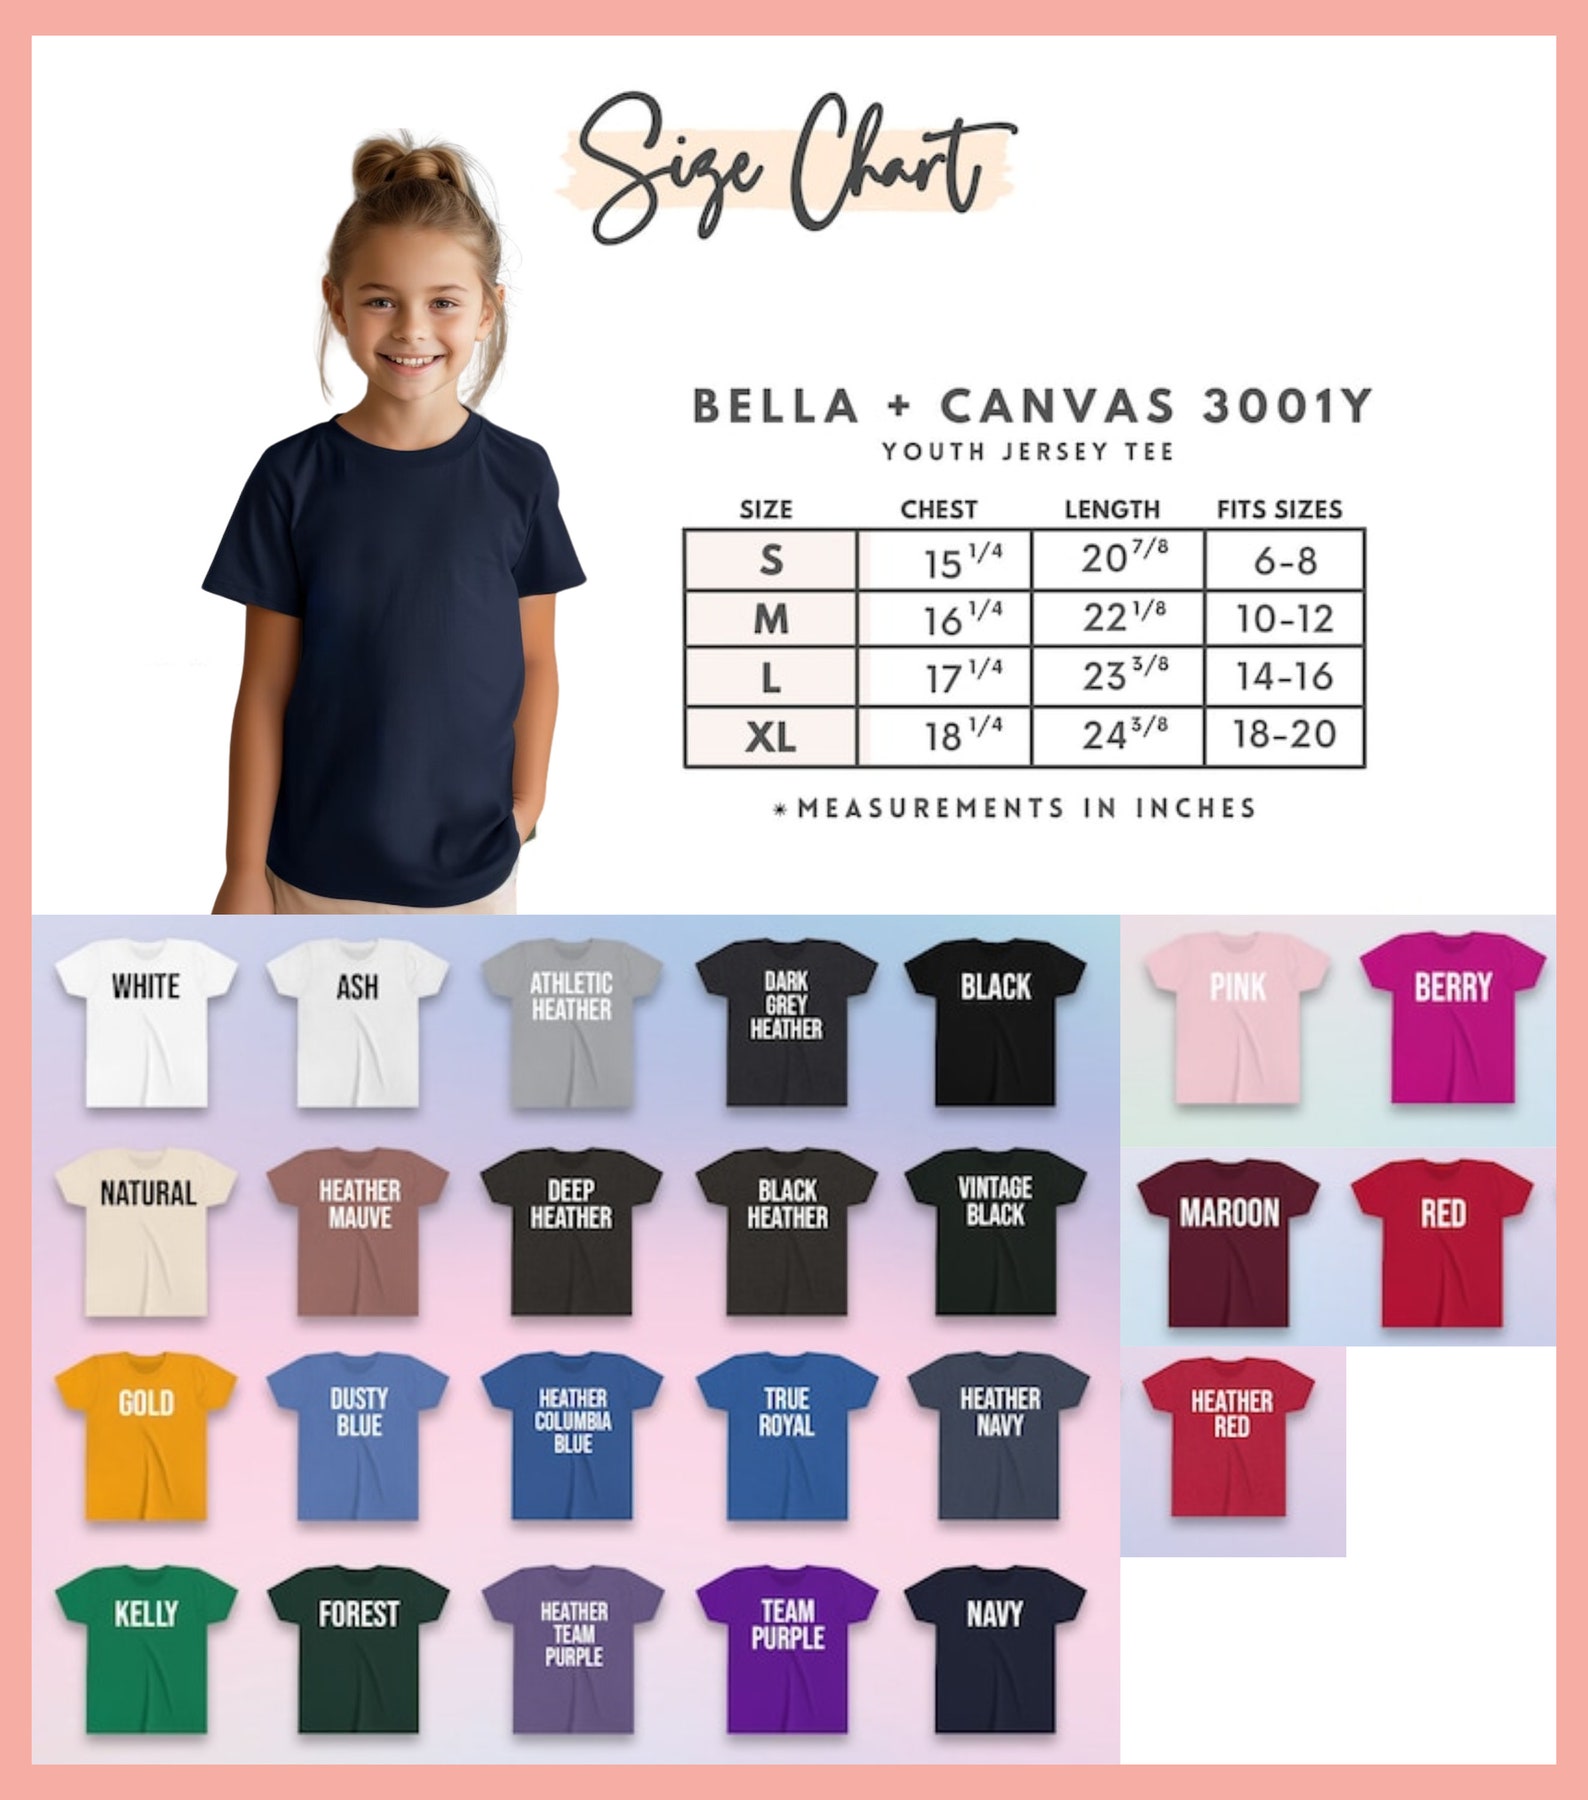 Size Chart
BELLA + CANVAS 3001Y
YOUTH JERSEY TEE
SIZE CHEST LENGTH FITS SIZES
S 15 1/4 20 7/8 6-8
M 16 1/4 22 1/8 10-12
L 17 1/4 23 3/8 14-16
XL 18 1/4 24 3/8 18-20
*MEASUREMENTS IN INCHES
WHITE
ASH
ATHLETIC
HEATHER
DARK
GREY
HEATHER
BLACK
PINK
BERRY
NATURAL
HEATHER
MAUVE
DEEP
HEATHER
BLACK
HEATHER
VINTAGE
BLACK
MAROON
RED
GOLD
DUSTY
BLUE
HEATHER
COLUMBIA
BLUE
TRUE
ROYAL
HEATHER
NAVY
HEATHER
RED
KELLY
FOREST
HEATHER
TEAM
PURPLE
TEAM
PURPLE
NAVY